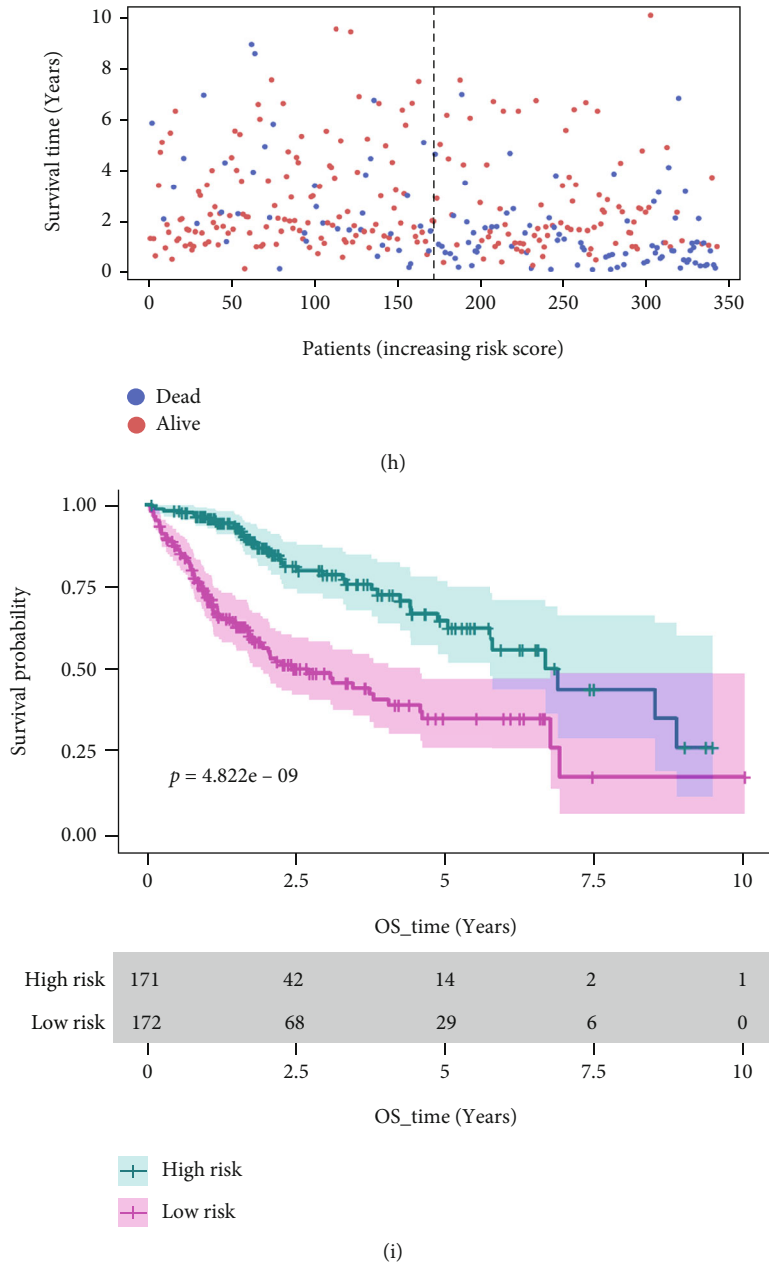 10
8
6
4
2
0
Survival time (Years)
0 50 100 150 200 250 300 350
Patients (increasing risk score)
Dead
Alive
(h)
1.00
0.75
0.50
0.25
0.00
Survival probability
p = 4.822e – 09
0 2.5 5 7.5 10
OS_time (Years)
High risk 171 42 14 2 1
Low risk 172 68 29 6 0
0 2.5 5 7.5 10
OS_time (Years)
High risk
Low risk
(i)